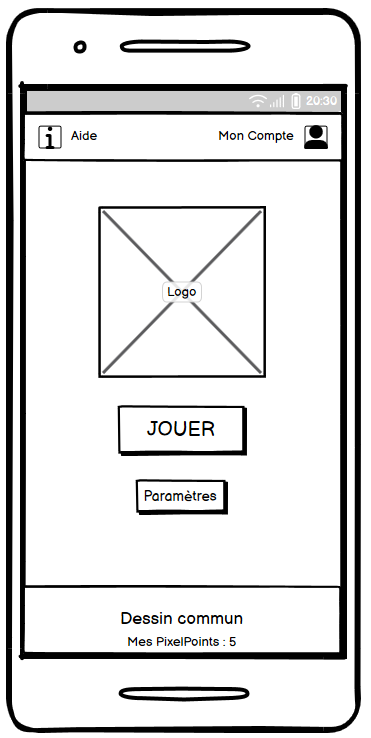 20:30
Aide
Mon Compte
Logo
JOUER
Paramètres
Dessin commun
Mes PixelPoints : 5